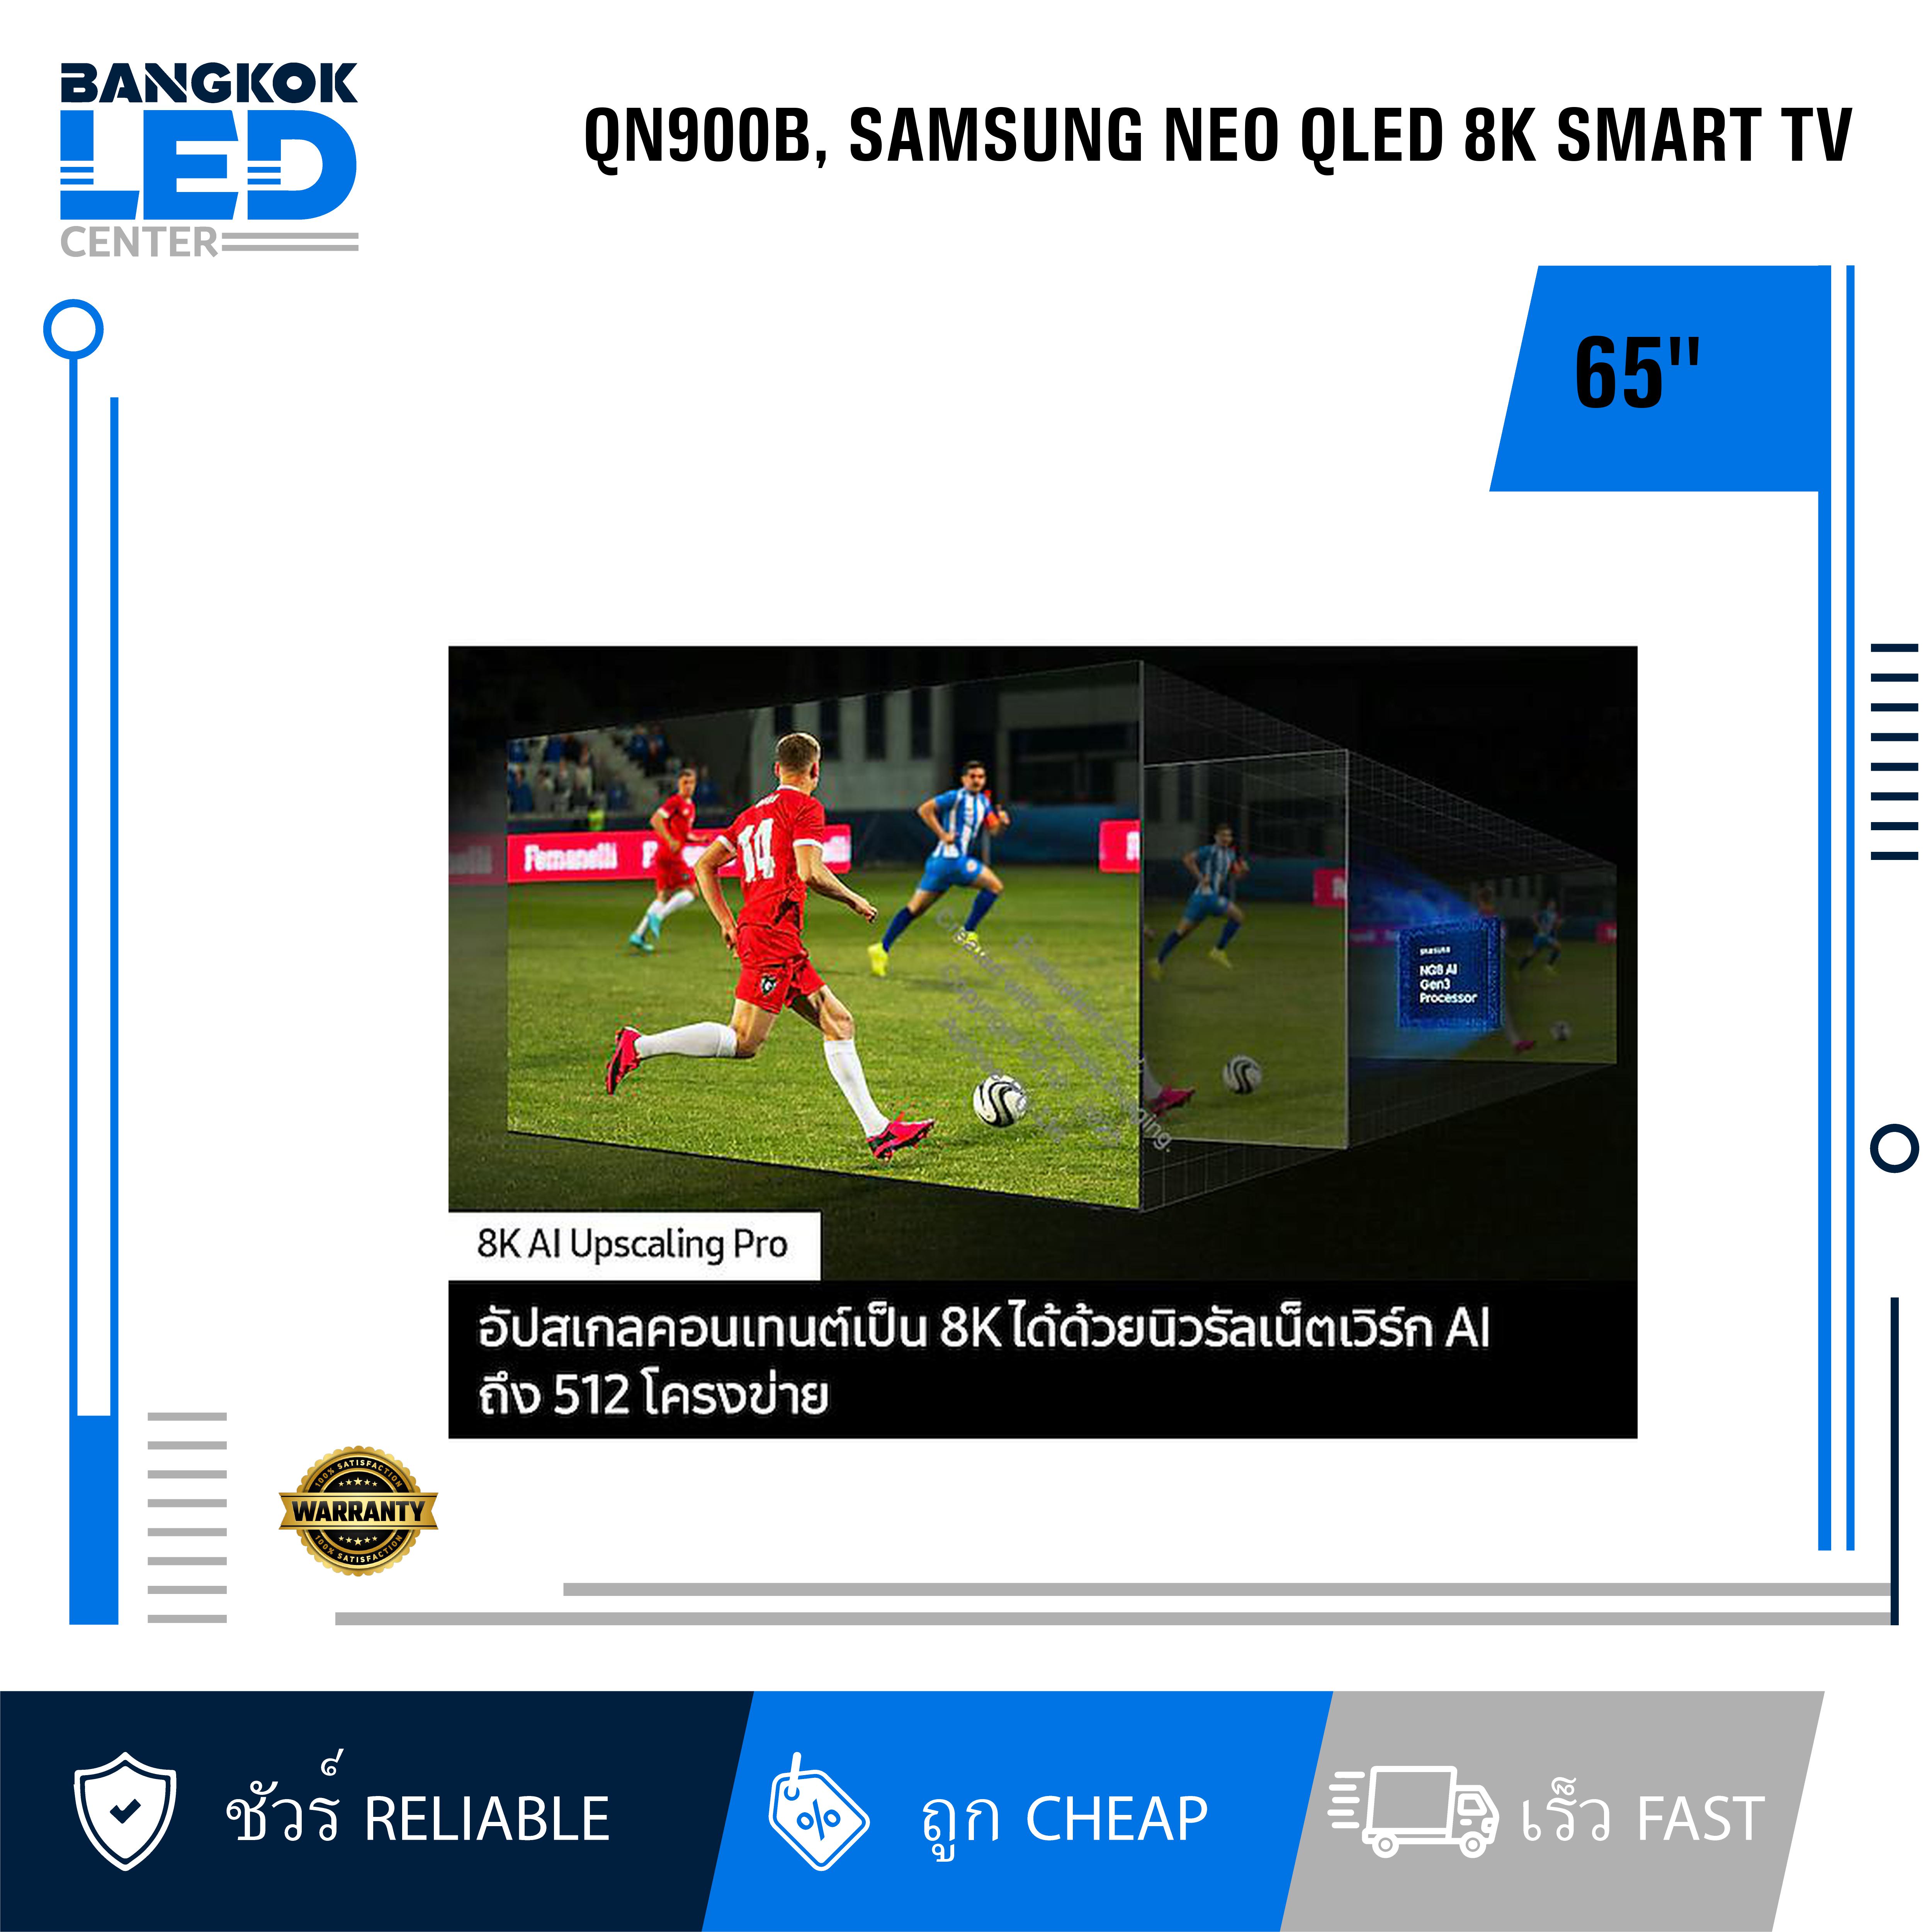 BANGKOK
LED
CENTER
QN900B, SAMSUNG NEO QLED 8K SMART TV
65"
14
Femanelli
SAMSUNG
NG8 AI
Gen3
Processor
8K AI Upscaling Pro
อัปสเกลคอนเทนต์เป็น 8K ได้ด้วยนิวรัลเน็ตเวิร์ก AI
ถึง 512 โครงข่าย
100% SATISFACTION
WARRANTY
100% SATISFACTION
ชัวร์ RELIABLE
% ถูก CHEAP
เร็ว FAST